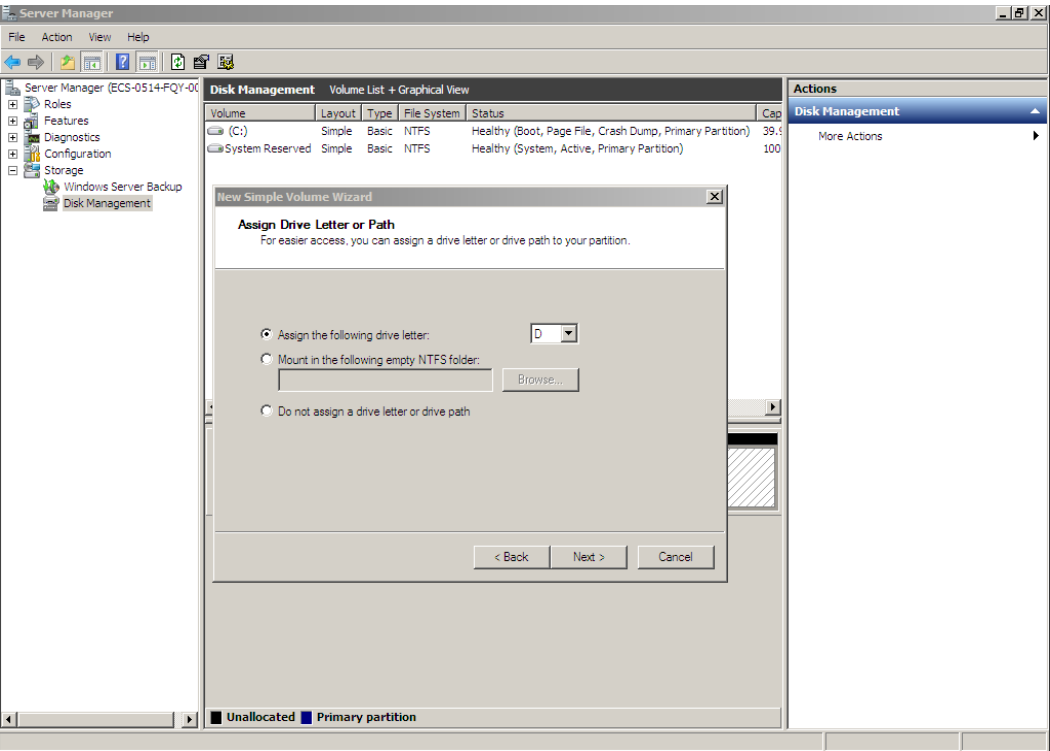 Server Manager
File Action View Help
Server Manager (ECS-0514-FQY-00
Roles
Features
Diagnostics
Configuration
Storage
Windows Server Backup
Disk Management
Disk Management Volume List + Graphical View
Volume Layout Type File System Status Cap
(C:) Simple Basic NTFS Healthy (Boot, Page File, Crash Dump, Primary Partition) 39.9
System Reserved Simple Basic NTFS Healthy (System, Active, Primary Partition) 100
New Simple Volume Wizard
Assign Drive Letter or Path
For easier access, you can assign a drive letter or drive path to your partition.
Assign the following drive letter: D
Mount in the following empty NTFS folder:
Browse...
Do not assign a drive letter or drive path
< Back Next > Cancel
Unallocated Primary partition
Actions
Disk Management
More Actions